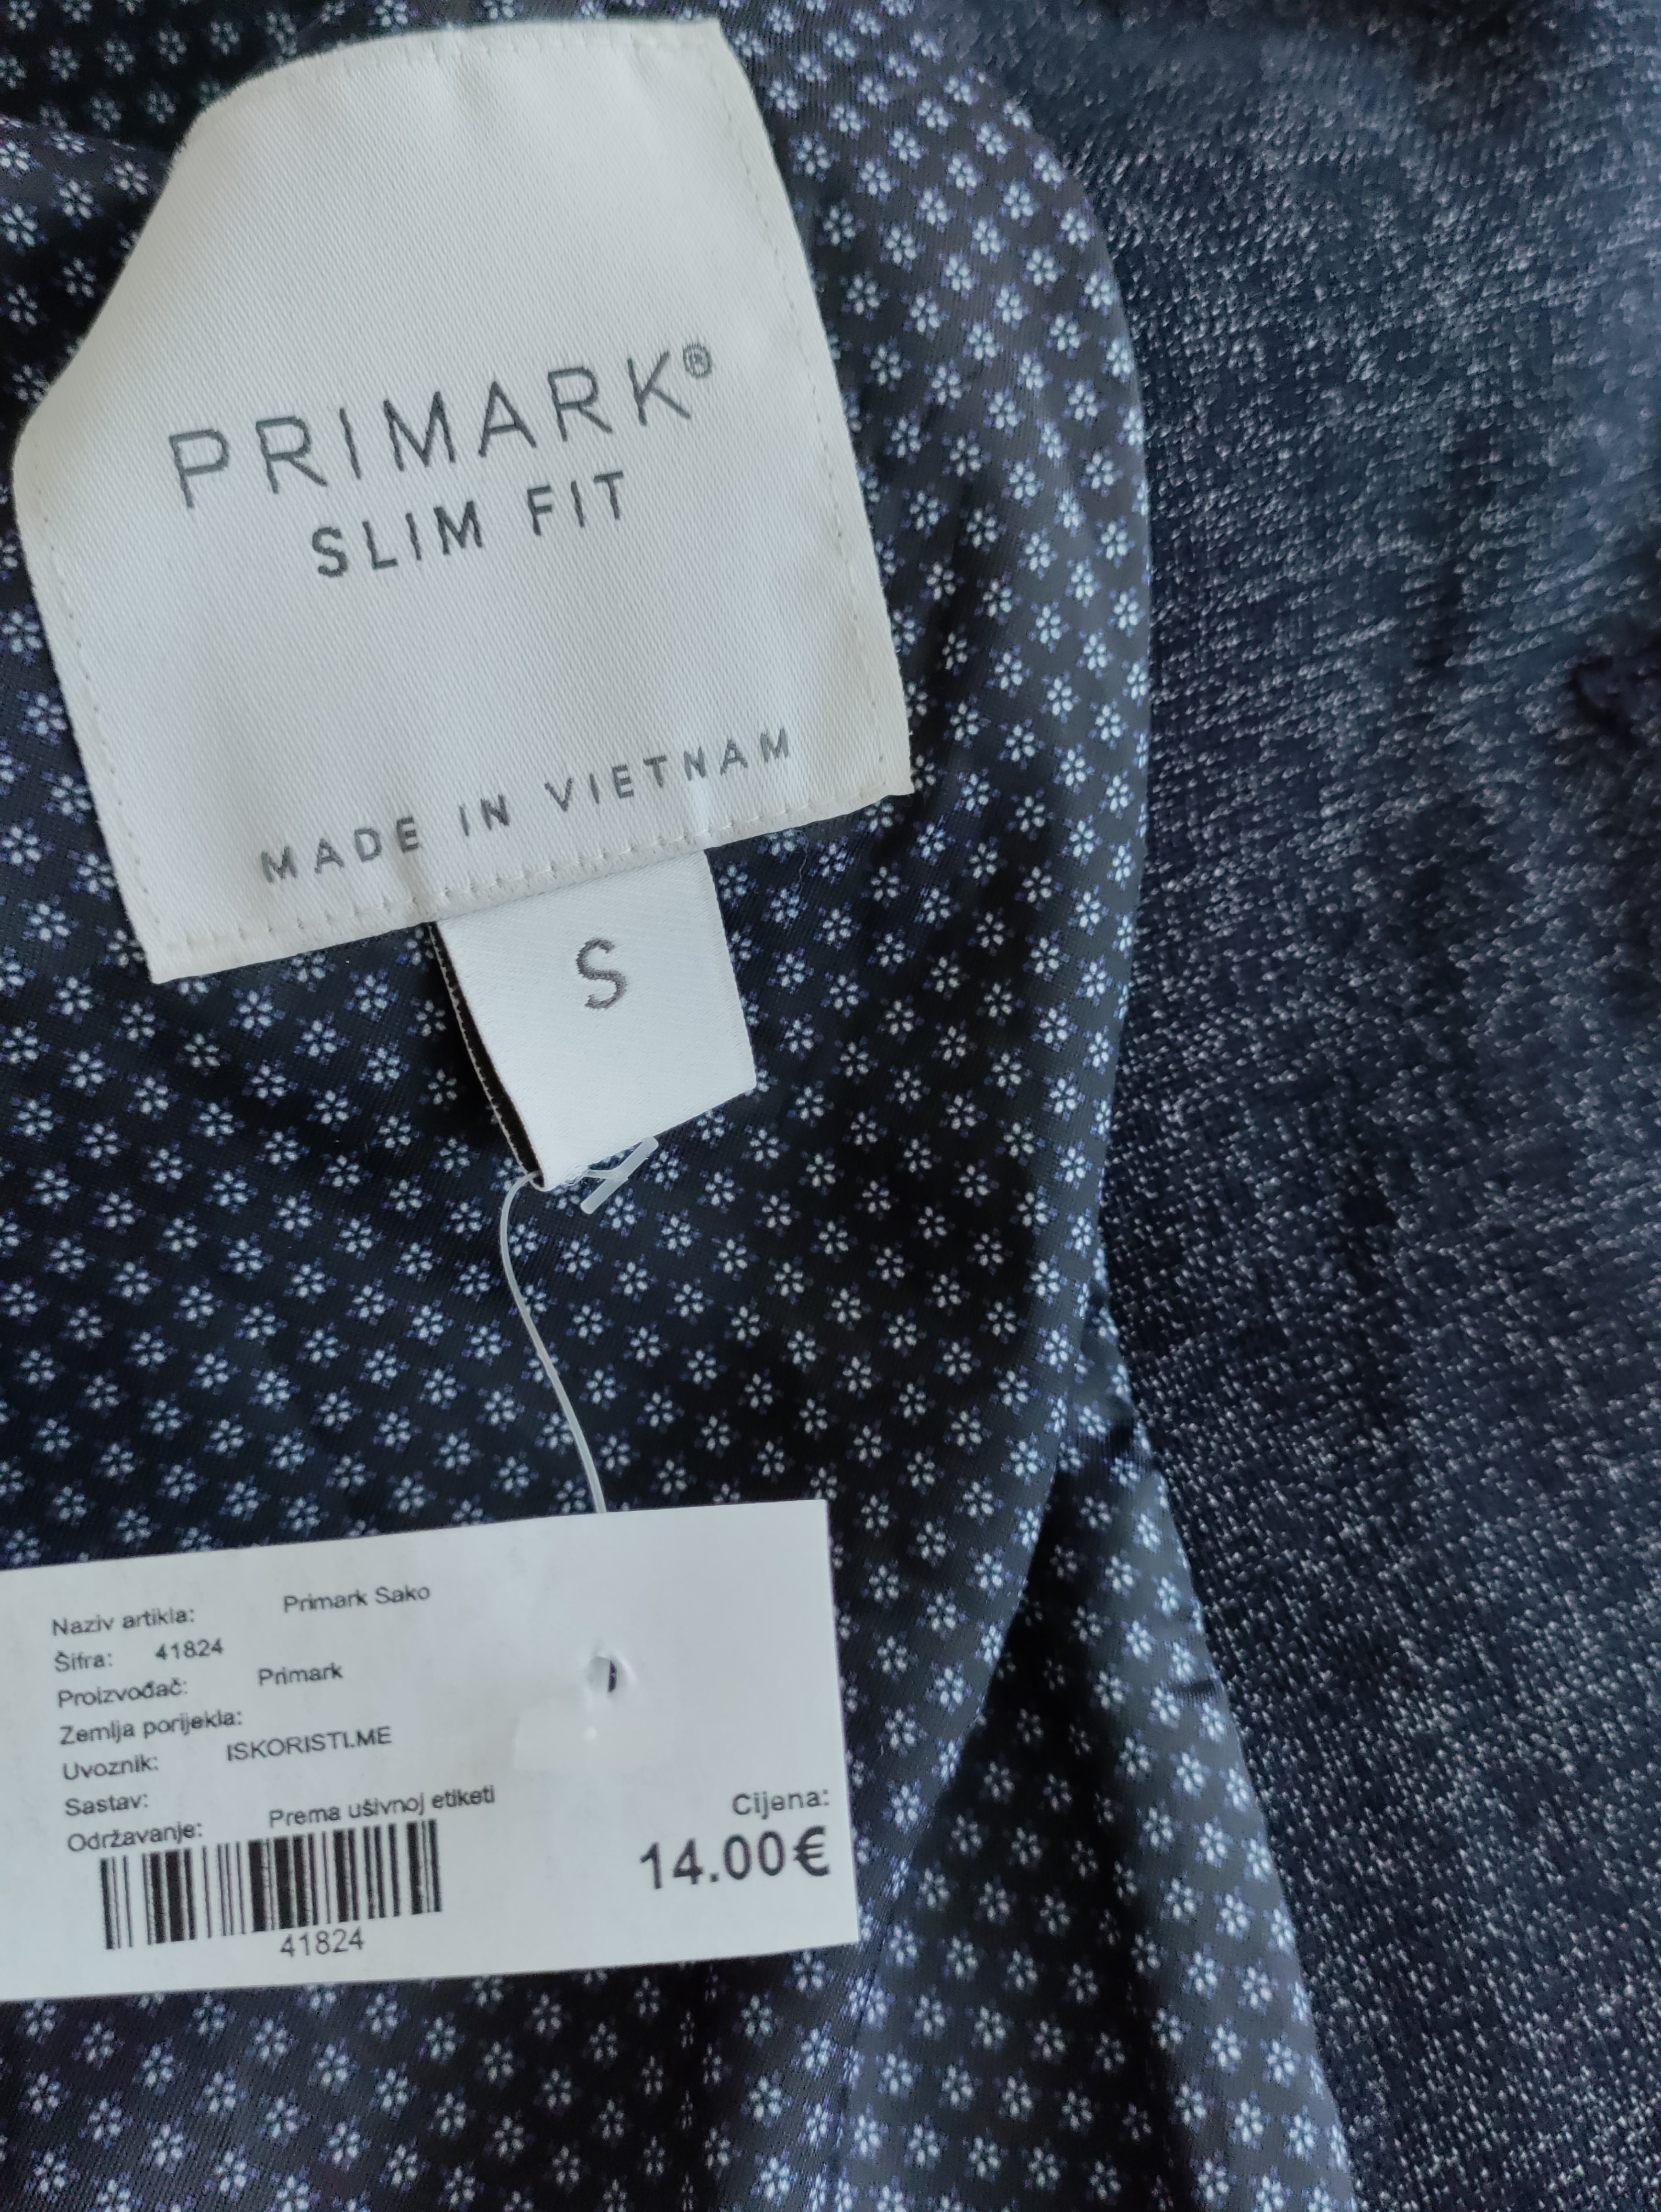 PRIMARK®
SLIM FIT
MADE IN VIETNAM
S
Naziv artikla: Primark Sako
Šifra: 41824
Proizvođač: Primark
Zemlja porijekla:
Uvoznik: ISKORISTI.ME
Sastav:
Održavanje: Prema ušivnoj etiketi
Cijena:
14.00€
41824